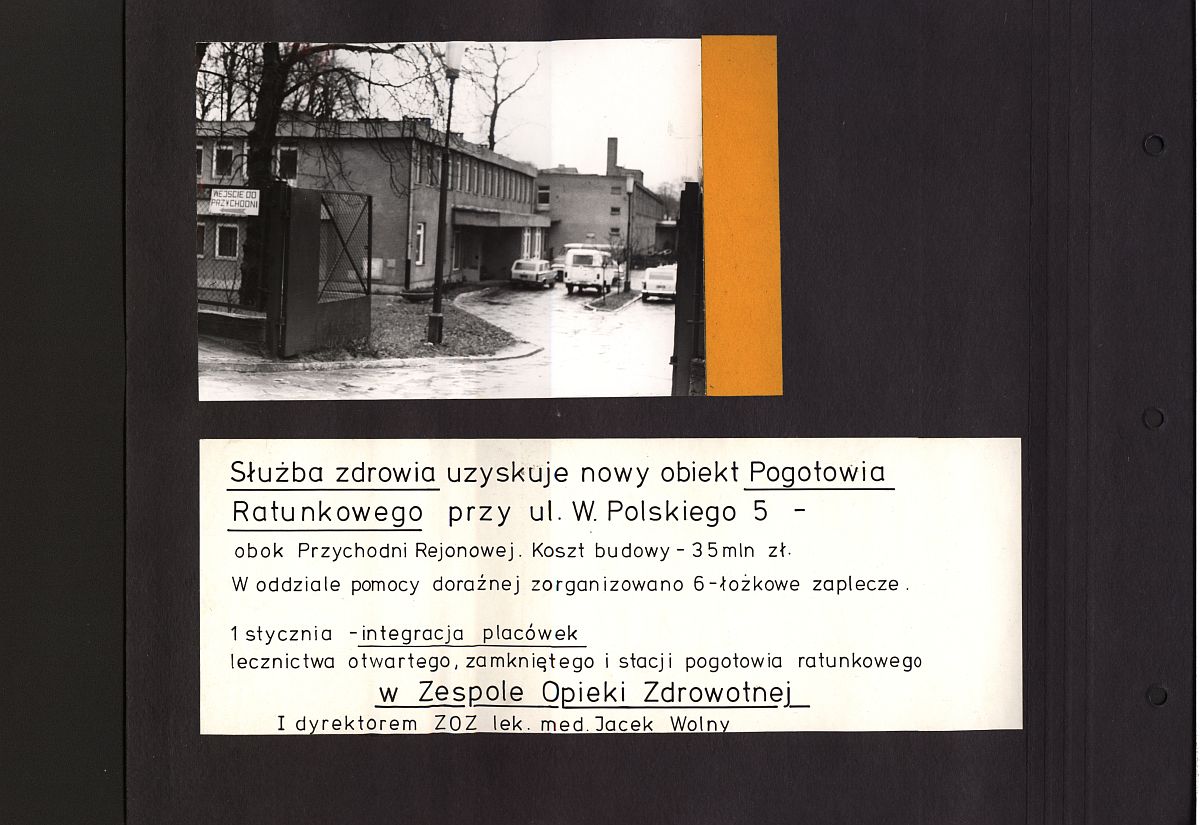 WEJŚCIE DO
PRZYCHODNI
Służba zdrowia uzyskuje nowy obiekt Pogotowia
Ratunkowego przy ul. W. Polskiego 5 -
obok Przychodni Rejonowej. Koszt budowy - 35 mln zł.
W oddziale pomocy doraźnej zorganizowano 6-łożkowe zaplecze.
1 stycznia - integracja placówek
lecznictwa otwartego, zamkniętego i stacji pogotowia ratunkowego
w Zespole Opieki Zdrowotnej
I dyrektorem ZOZ lek. med. Jacek Wolny